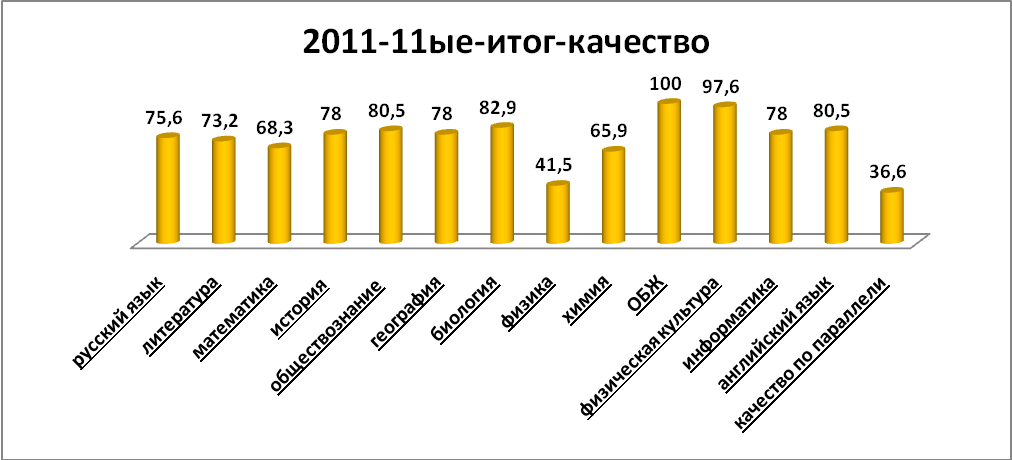 2011-11ые-итог-качество
75,6
73,2
68,3
78
80,5
78
82,9
41,5
65,9
100
97,6
78
80,5
36,6
русский язык
литература
математика
история
обществознание
география
биология
физика
химия
ОБЖ
физическая культура
информатика
английский язык
качество по параллели